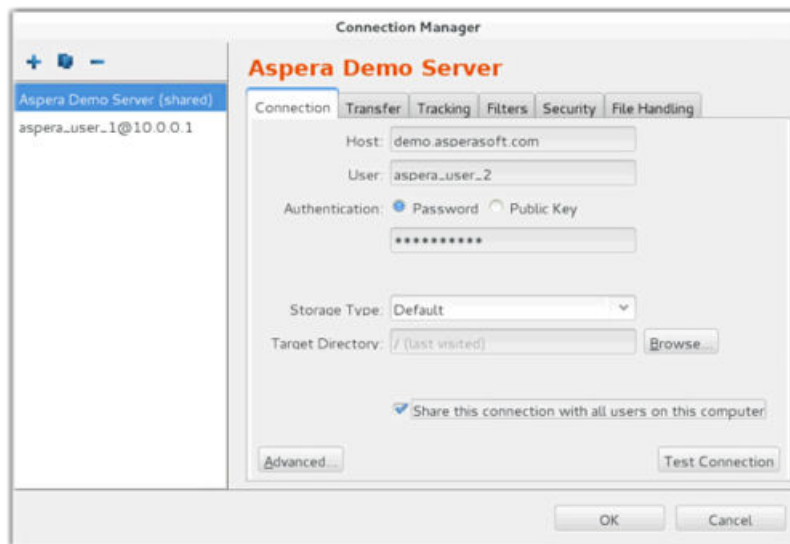 Connection Manager
Aspera Demo Server (shared)
aspera_user_1@10.0.0.1
Aspera Demo Server
Connection Transfer Tracking Filters Security File Handling
Host: demo.asperasoft.com
User: aspera_user_2
Authentication: Password Public Key
**********
Storage Type: Default
Target Directory: / (last visited) Browse...
Share this connection with all users on this computer
Advanced... Test Connection
OK Cancel